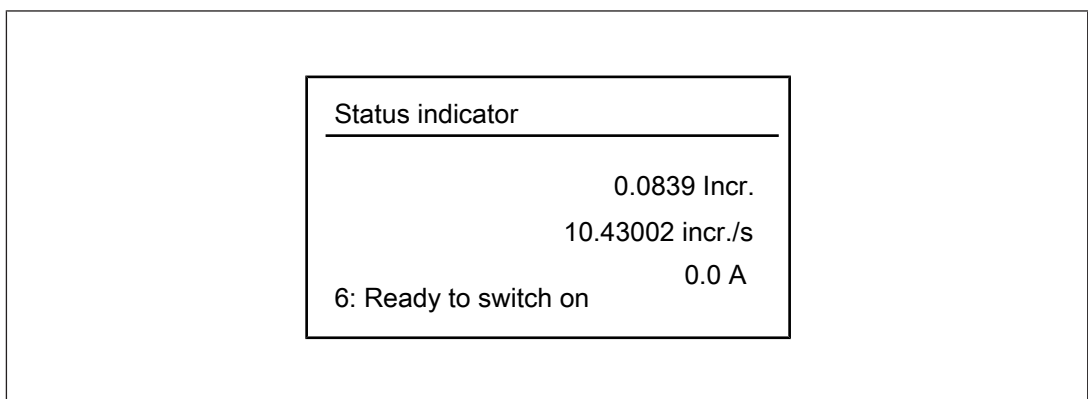 Status indicator
0.0839 Incr.
10.43002 incr./s
0.0 A
6: Ready to switch on